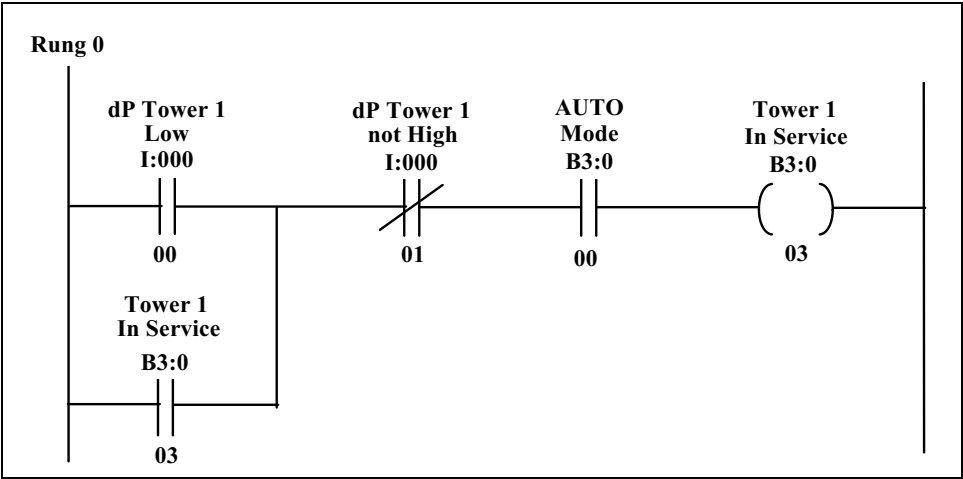 Rung 0
dP Tower 1
Low
I:000
00
dP Tower 1
not High
I:000
01
AUTO
Mode
B3:0
00
Tower 1
In Service
B3:0
03
Tower 1
In Service
B3:0
03